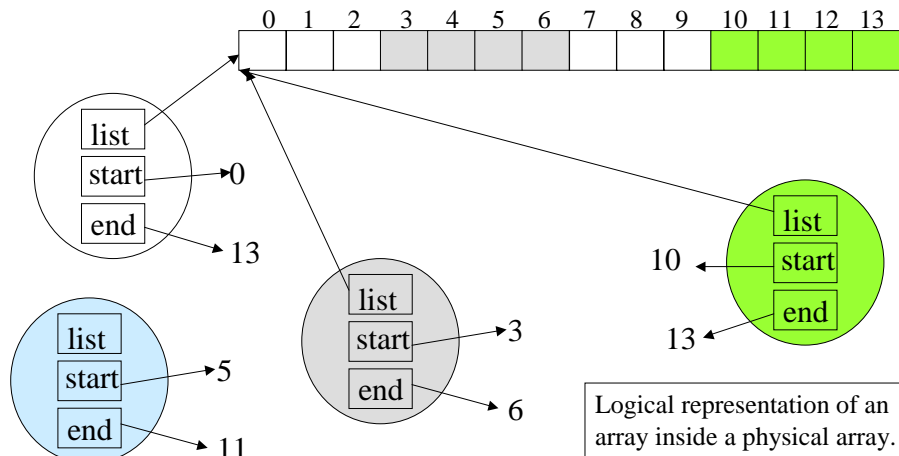 0 1 2 3 4 5 6 7 8 9 10 11 12 13
list
start
0
end
13
list
start
5
end
11
list
start
3
end
6
list
start
10
end
13
Logical representation of an
array inside a physical array.